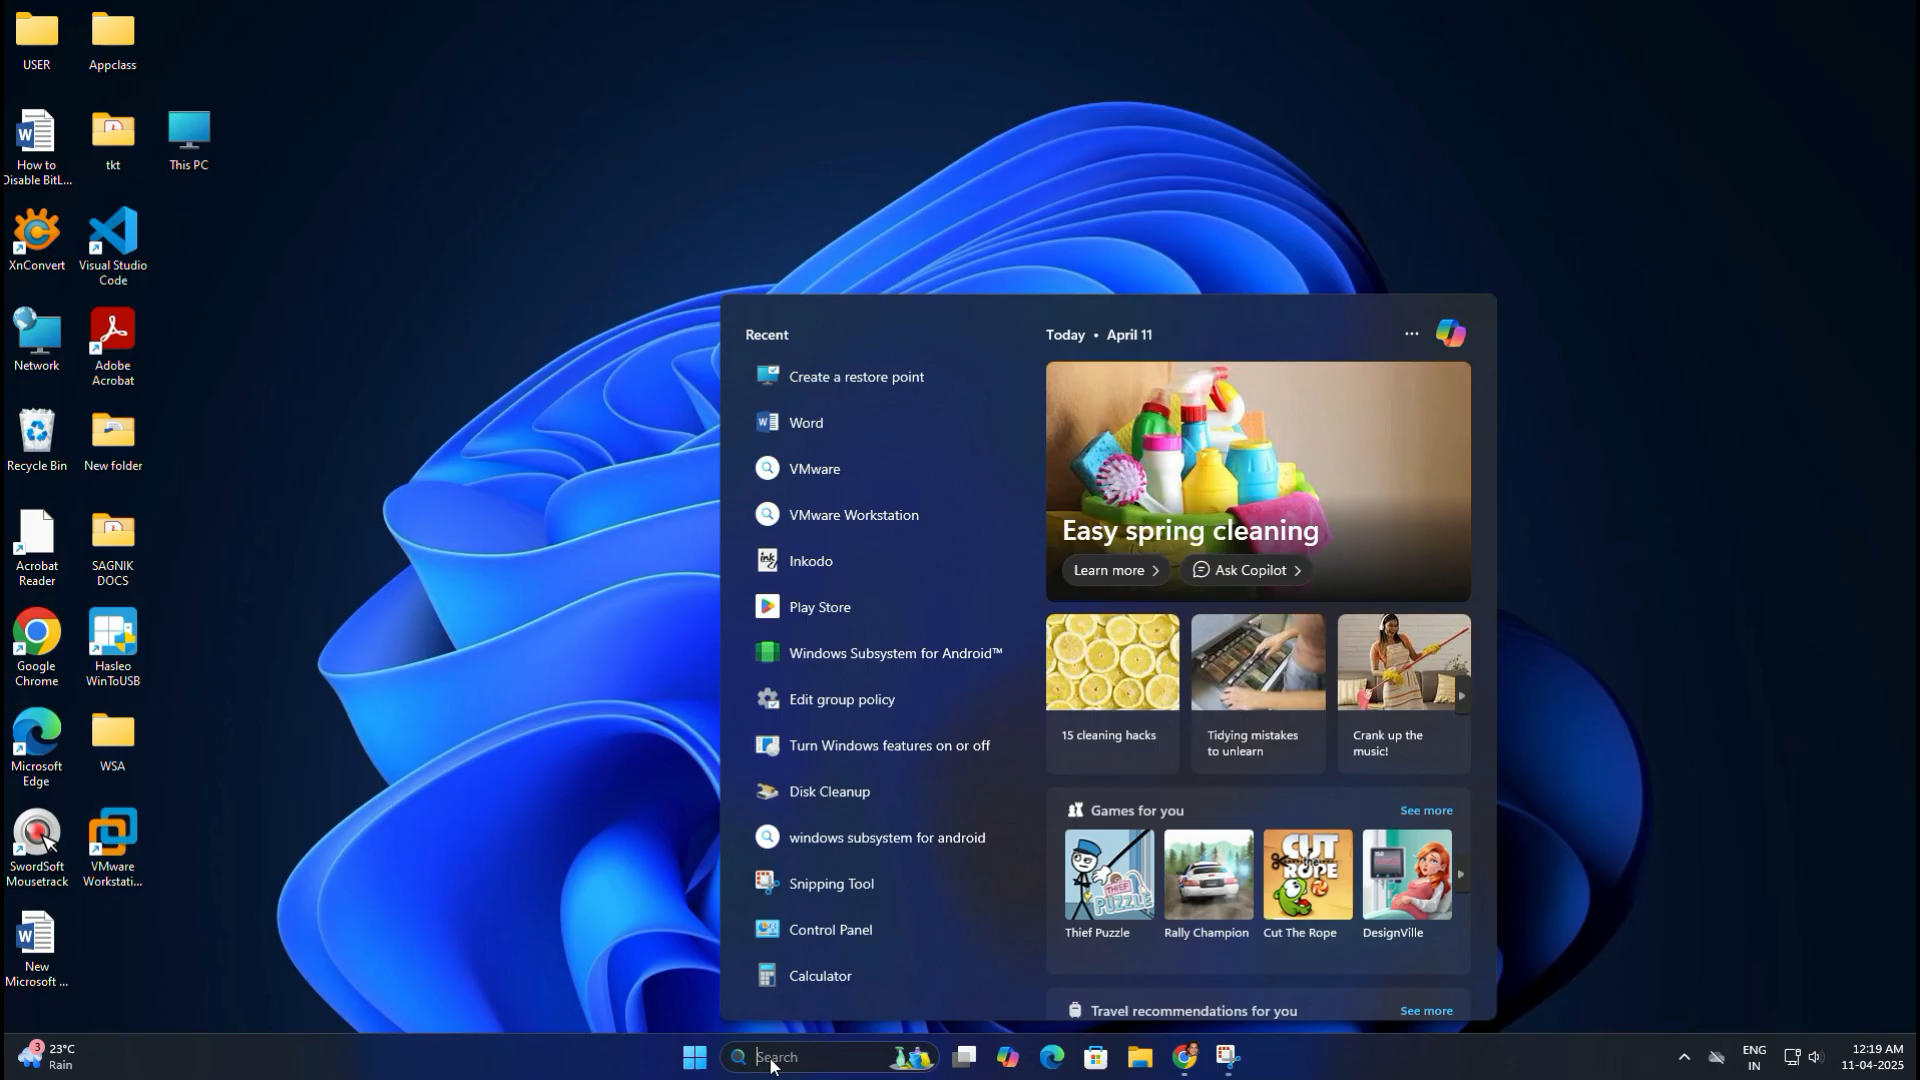 USER
Appclass
How to
Disable BitL...
tkt
This PC
XnConvert
Visual Studio
Code
Network
Adobe
Acrobat
Recycle Bin
New folder
Acrobat
Reader
SAGNIK
DOCS
Google
Chrome
Hasleo
WinToUSB
Microsoft
Edge
WSA
SwordSoft
Mousetrack
VMware
Workstati...
New
Microsoft ...
Recent
Create a restore point
Word
VMware
VMware Workstation
Inkodo
Play Store
Windows Subsystem for Android™
Edit group policy
Turn Windows features on or off
Disk Cleanup
windows subsystem for android
Snipping Tool
Control Panel
Calculator
Today • April 11
Easy spring cleaning
Learn more
Ask Copilot
15 cleaning hacks
Tidying mistakes
to unlearn
Crank up the
music!
Games for you
See more
THIEF
PUZZLE
CUT
THE
ROPE
Thief Puzzle
Rally Champion
Cut The Rope
DesignVille
Travel recommendations for you
See more
3
23°C
Rain
Search
ENG
IN
12:19 AM
11-04-2025